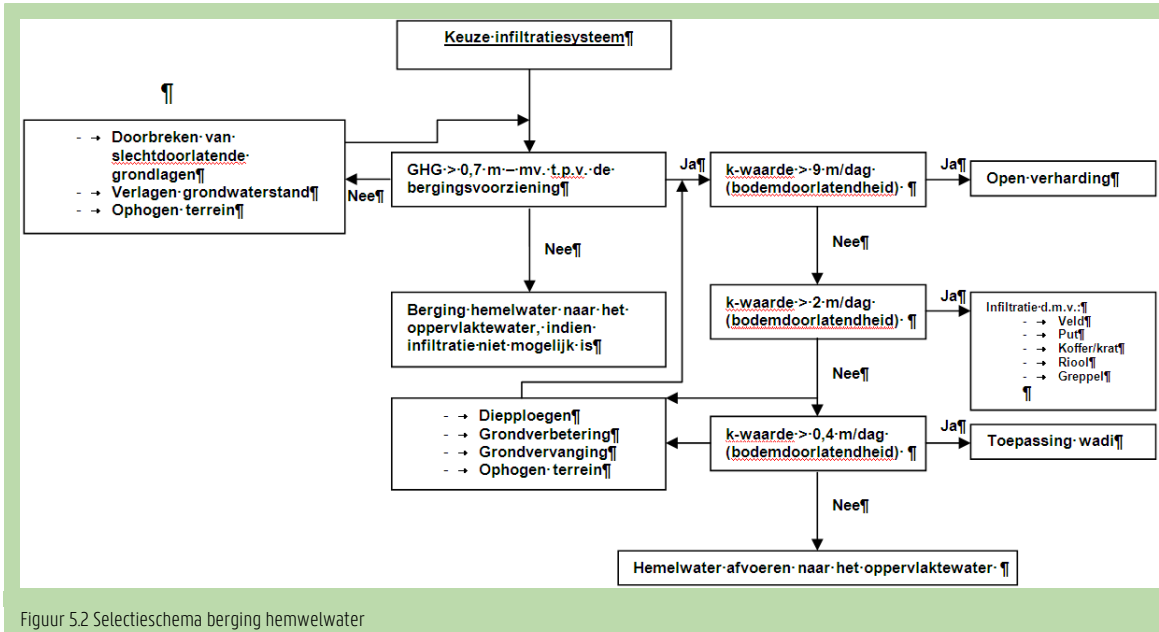 Keuze·infiltratiesysteem¶
¶
- → Doorbreken·van·
slechtdoorlatende·
grondlagen¶
- → Verlagen·grondwaterstand¶
- → Ophogen·terrein¶
Nee¶
GHG·>·0,7·m·–·mv.·t.p.v.·de·
bergingsvoorziening¶
Ja¶
k-waarde·>·9·m/dag·
(bodemdoorlatendheid)·¶
Ja¶
Open·verharding¶
Nee¶
Nee¶
Berging·hemelwater·naar·het·
oppervlaktewater,·indien·
infiltratie·niet·mogelijk·is¶
k-waarde·>·2·m/dag·
(bodemdoorlatendheid)·¶
Ja¶
Infiltratie·d.m.v.:¶
- → Veld¶
- → Put¶
- → Koffer/krat¶
- → Riool¶
- → Greppel¶
¶
Nee¶
- → Diepploegen¶
- → Grondverbetering¶
- → Grondvervanging¶
- → Ophogen·terrein¶
k-waarde·>·0,4·m/dag·
(bodemdoorlatendheid)·¶
Ja¶
Toepassing·wadi¶
Nee¶
Hemelwater·afvoeren·naar·het·oppervlaktewater·¶
Figuur 5.2 Selectieschema berging hemwelwater